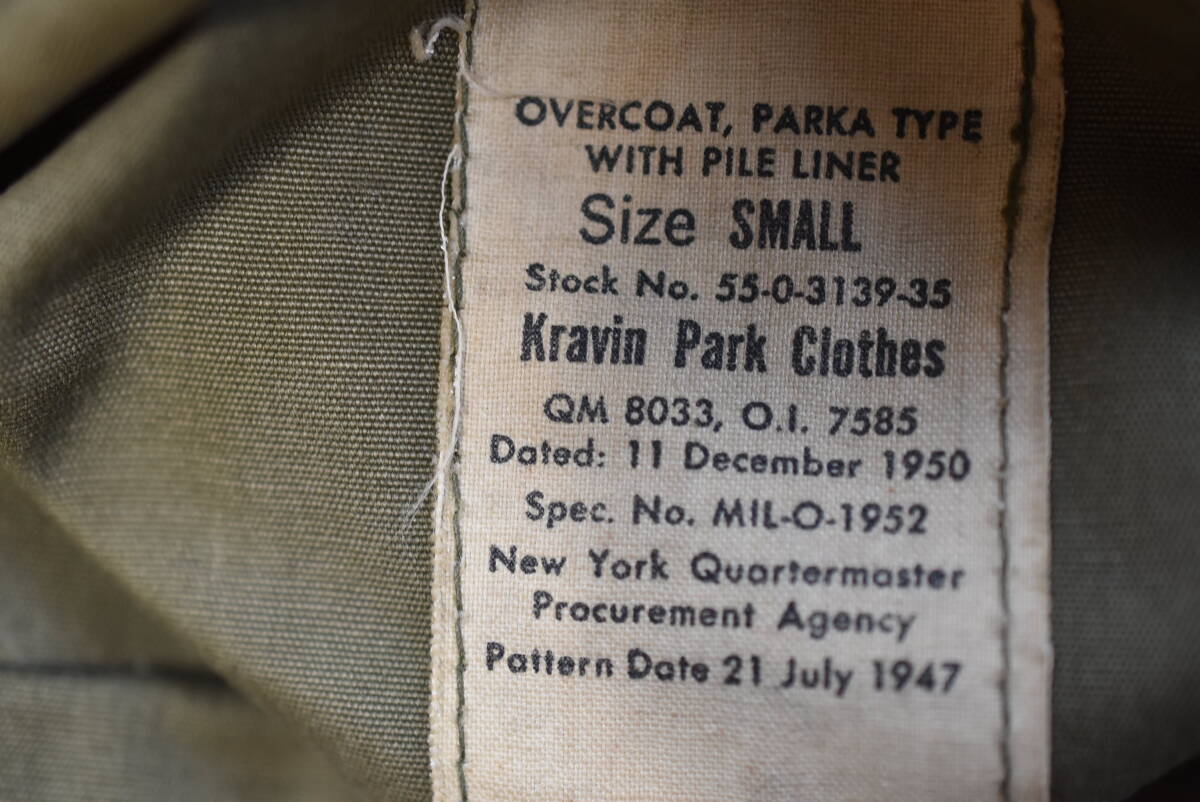 OVERCOAT, PARKA TYPE
WITH PILE LINER
Size SMALL
Stock No. 55-0-3139-35
Kravin Park Clothes
QM 8033, O.I. 7585
Dated: 11 December 1950
Spec. No. MIL-O-1952
New York Quartermaster
Procurement Agency
Pattern Date 21 July 1947